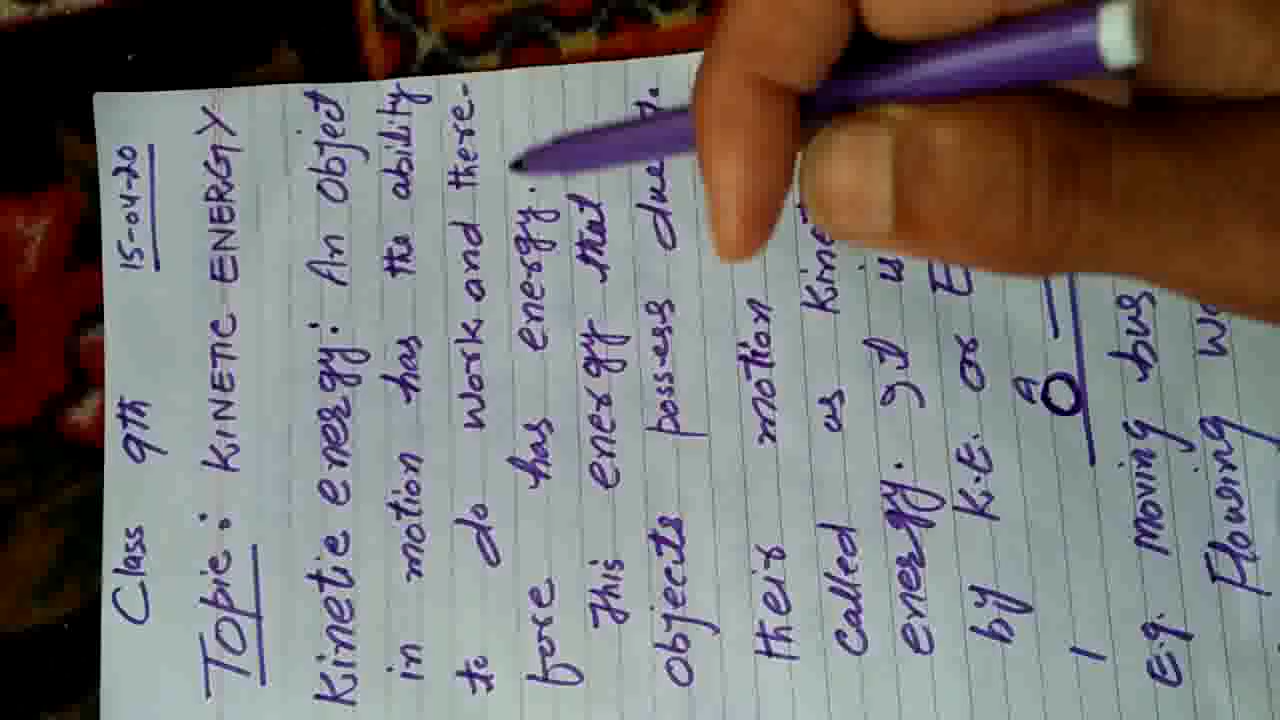 Class 9th 15-04-20
Topic: KINETIC ENERGY
Kinetic energy: An object
in motion has the ability
to do work and there-
fore has energy.
This energy that
objects possess due
their motion
called as
energy. It is
by K.E. or E
E.g. Moving bus
Flowing